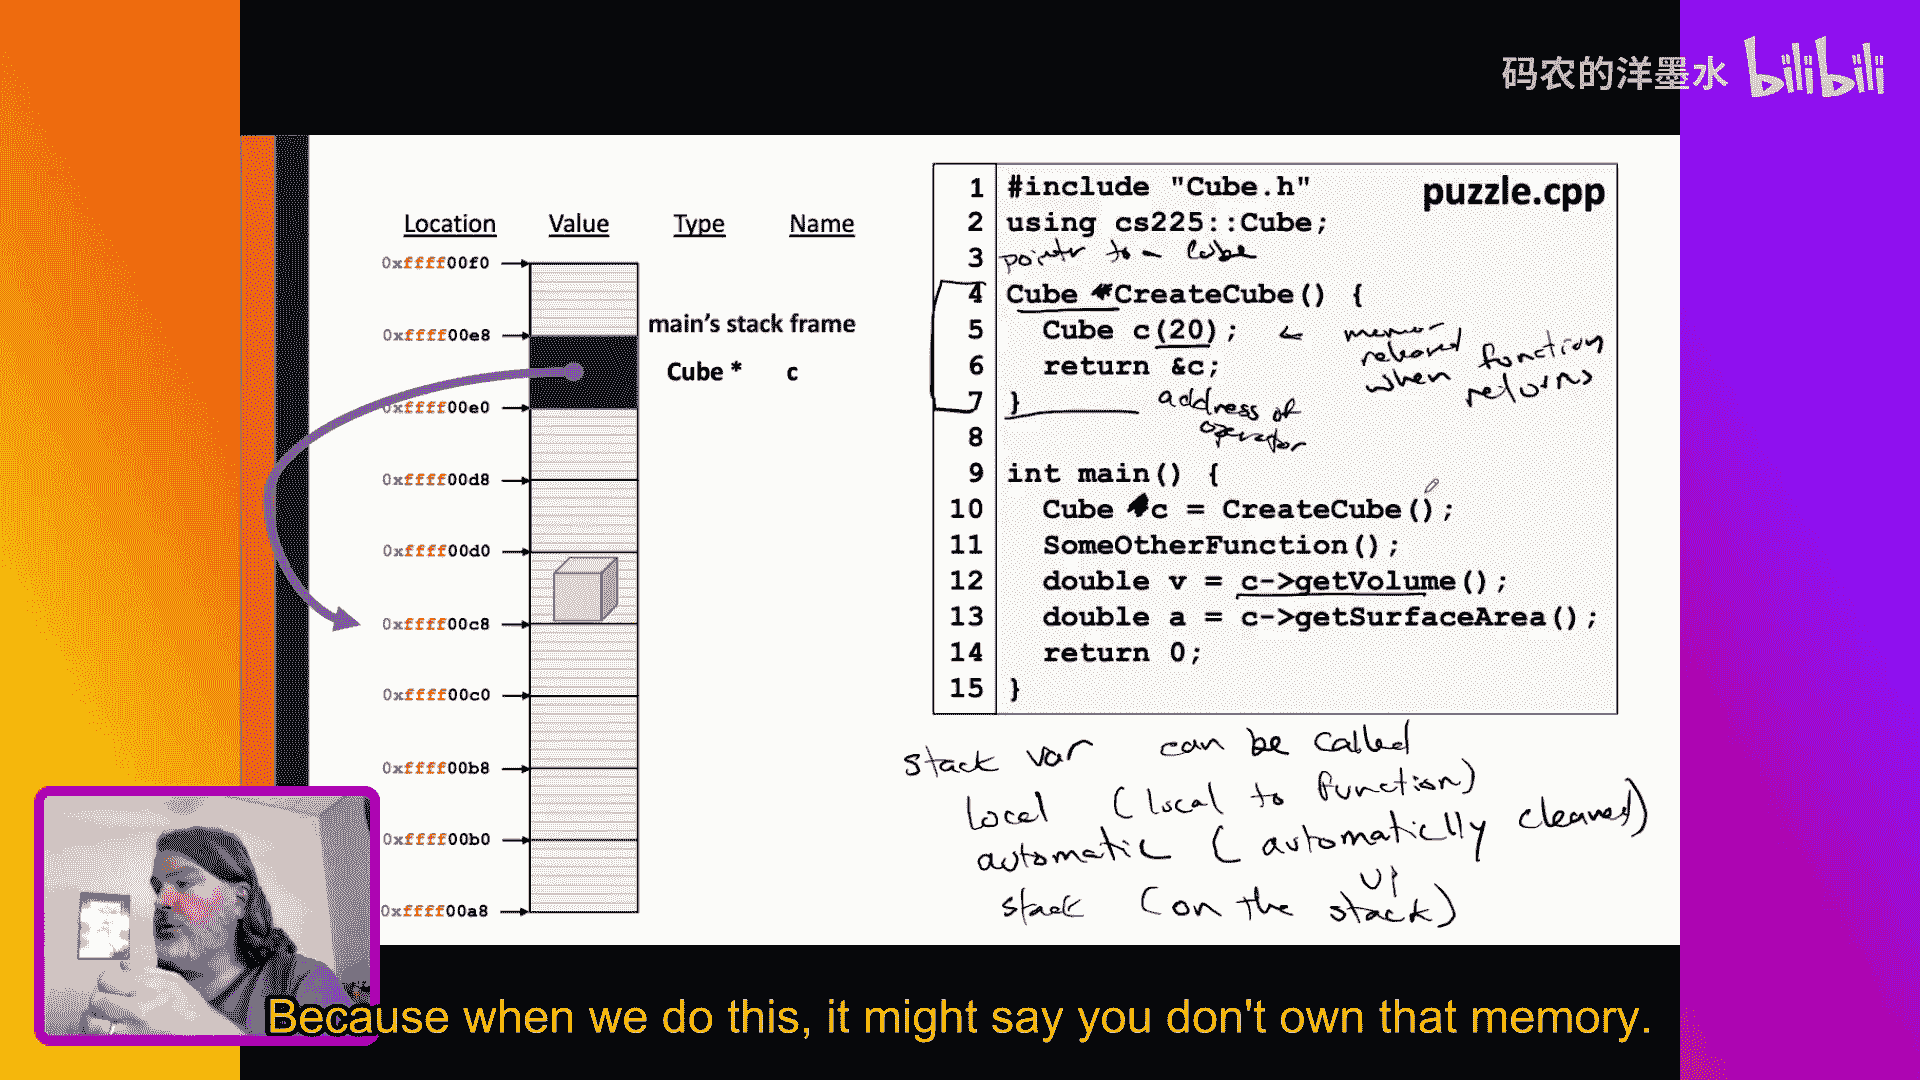 码农的洋墨水 bilibili
Location Value Type Name
0xffff00f0
0xffff00e8
0xffff00e0
0xffff00d8
0xffff00d0
0xffff00c8
0xffff00c0
0xffff00b8
0xffff00b0
0xffff00a8
main's stack frame
Cube * c
puzzle.cpp
1 #include "Cube.h"
2 using cs225::Cube;
3 pointer to a Cube
4 Cube *CreateCube() {
5 Cube c(20);
6 return &c;
7 }
8
9 int main() {
10 Cube *c = CreateCube();
11 SomeOtherFunction();
12 double v = c->getVolume();
13 double a = c->getSurfaceArea();
14 return 0;
15 }
when function
returns
address of
operator
stack var can be called
local (local to function)
automatic (automatically cleaned)
up
stack (on the stack)
Because when we do this, it might say you don't own that memory.